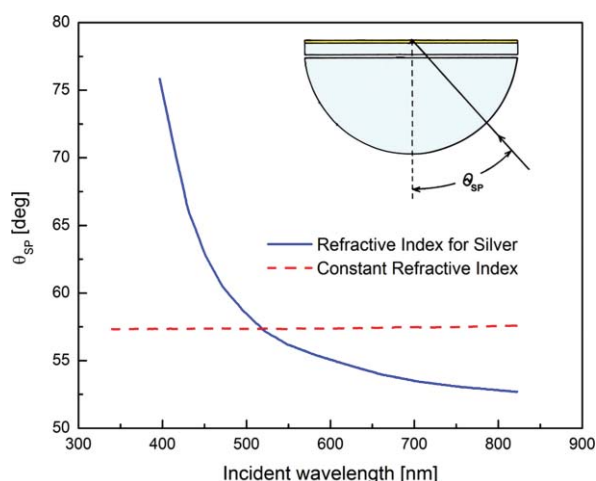 80
75
70
65
60
55
50
θSP [deg]
θSP
Refractive Index for Silver
Constant Refractive Index
300 400 500 600 700 800 900
Incident wavelength [nm]